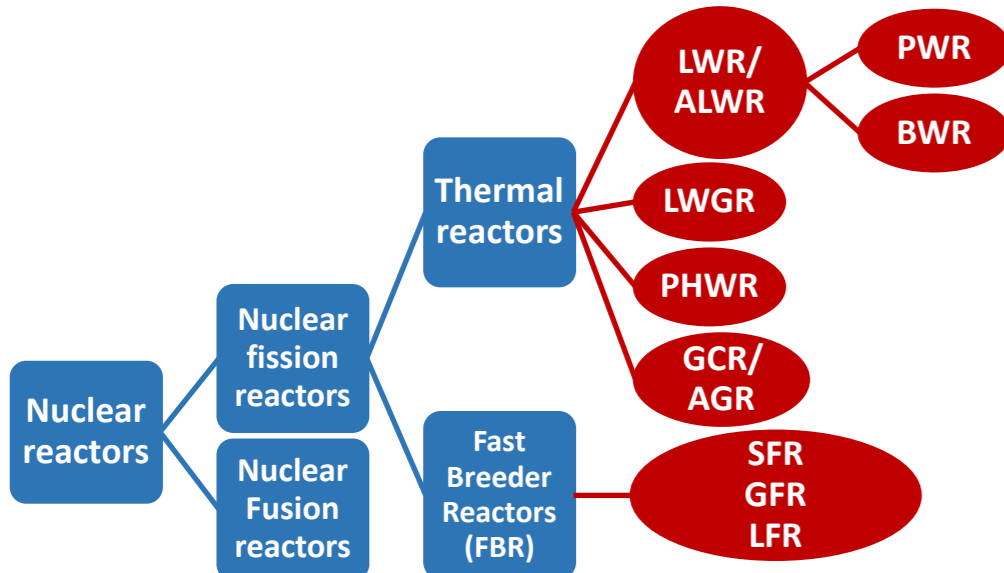 Nuclear
reactors
Nuclear
fission
reactors
Nuclear
Fusion
reactors
Thermal
reactors
Fast
Breeder
Reactors
(FBR)
LWR/
ALWR
PWR
BWR
LWGR
PHWR
GCR/
AGR
SFR
GFR
LFR